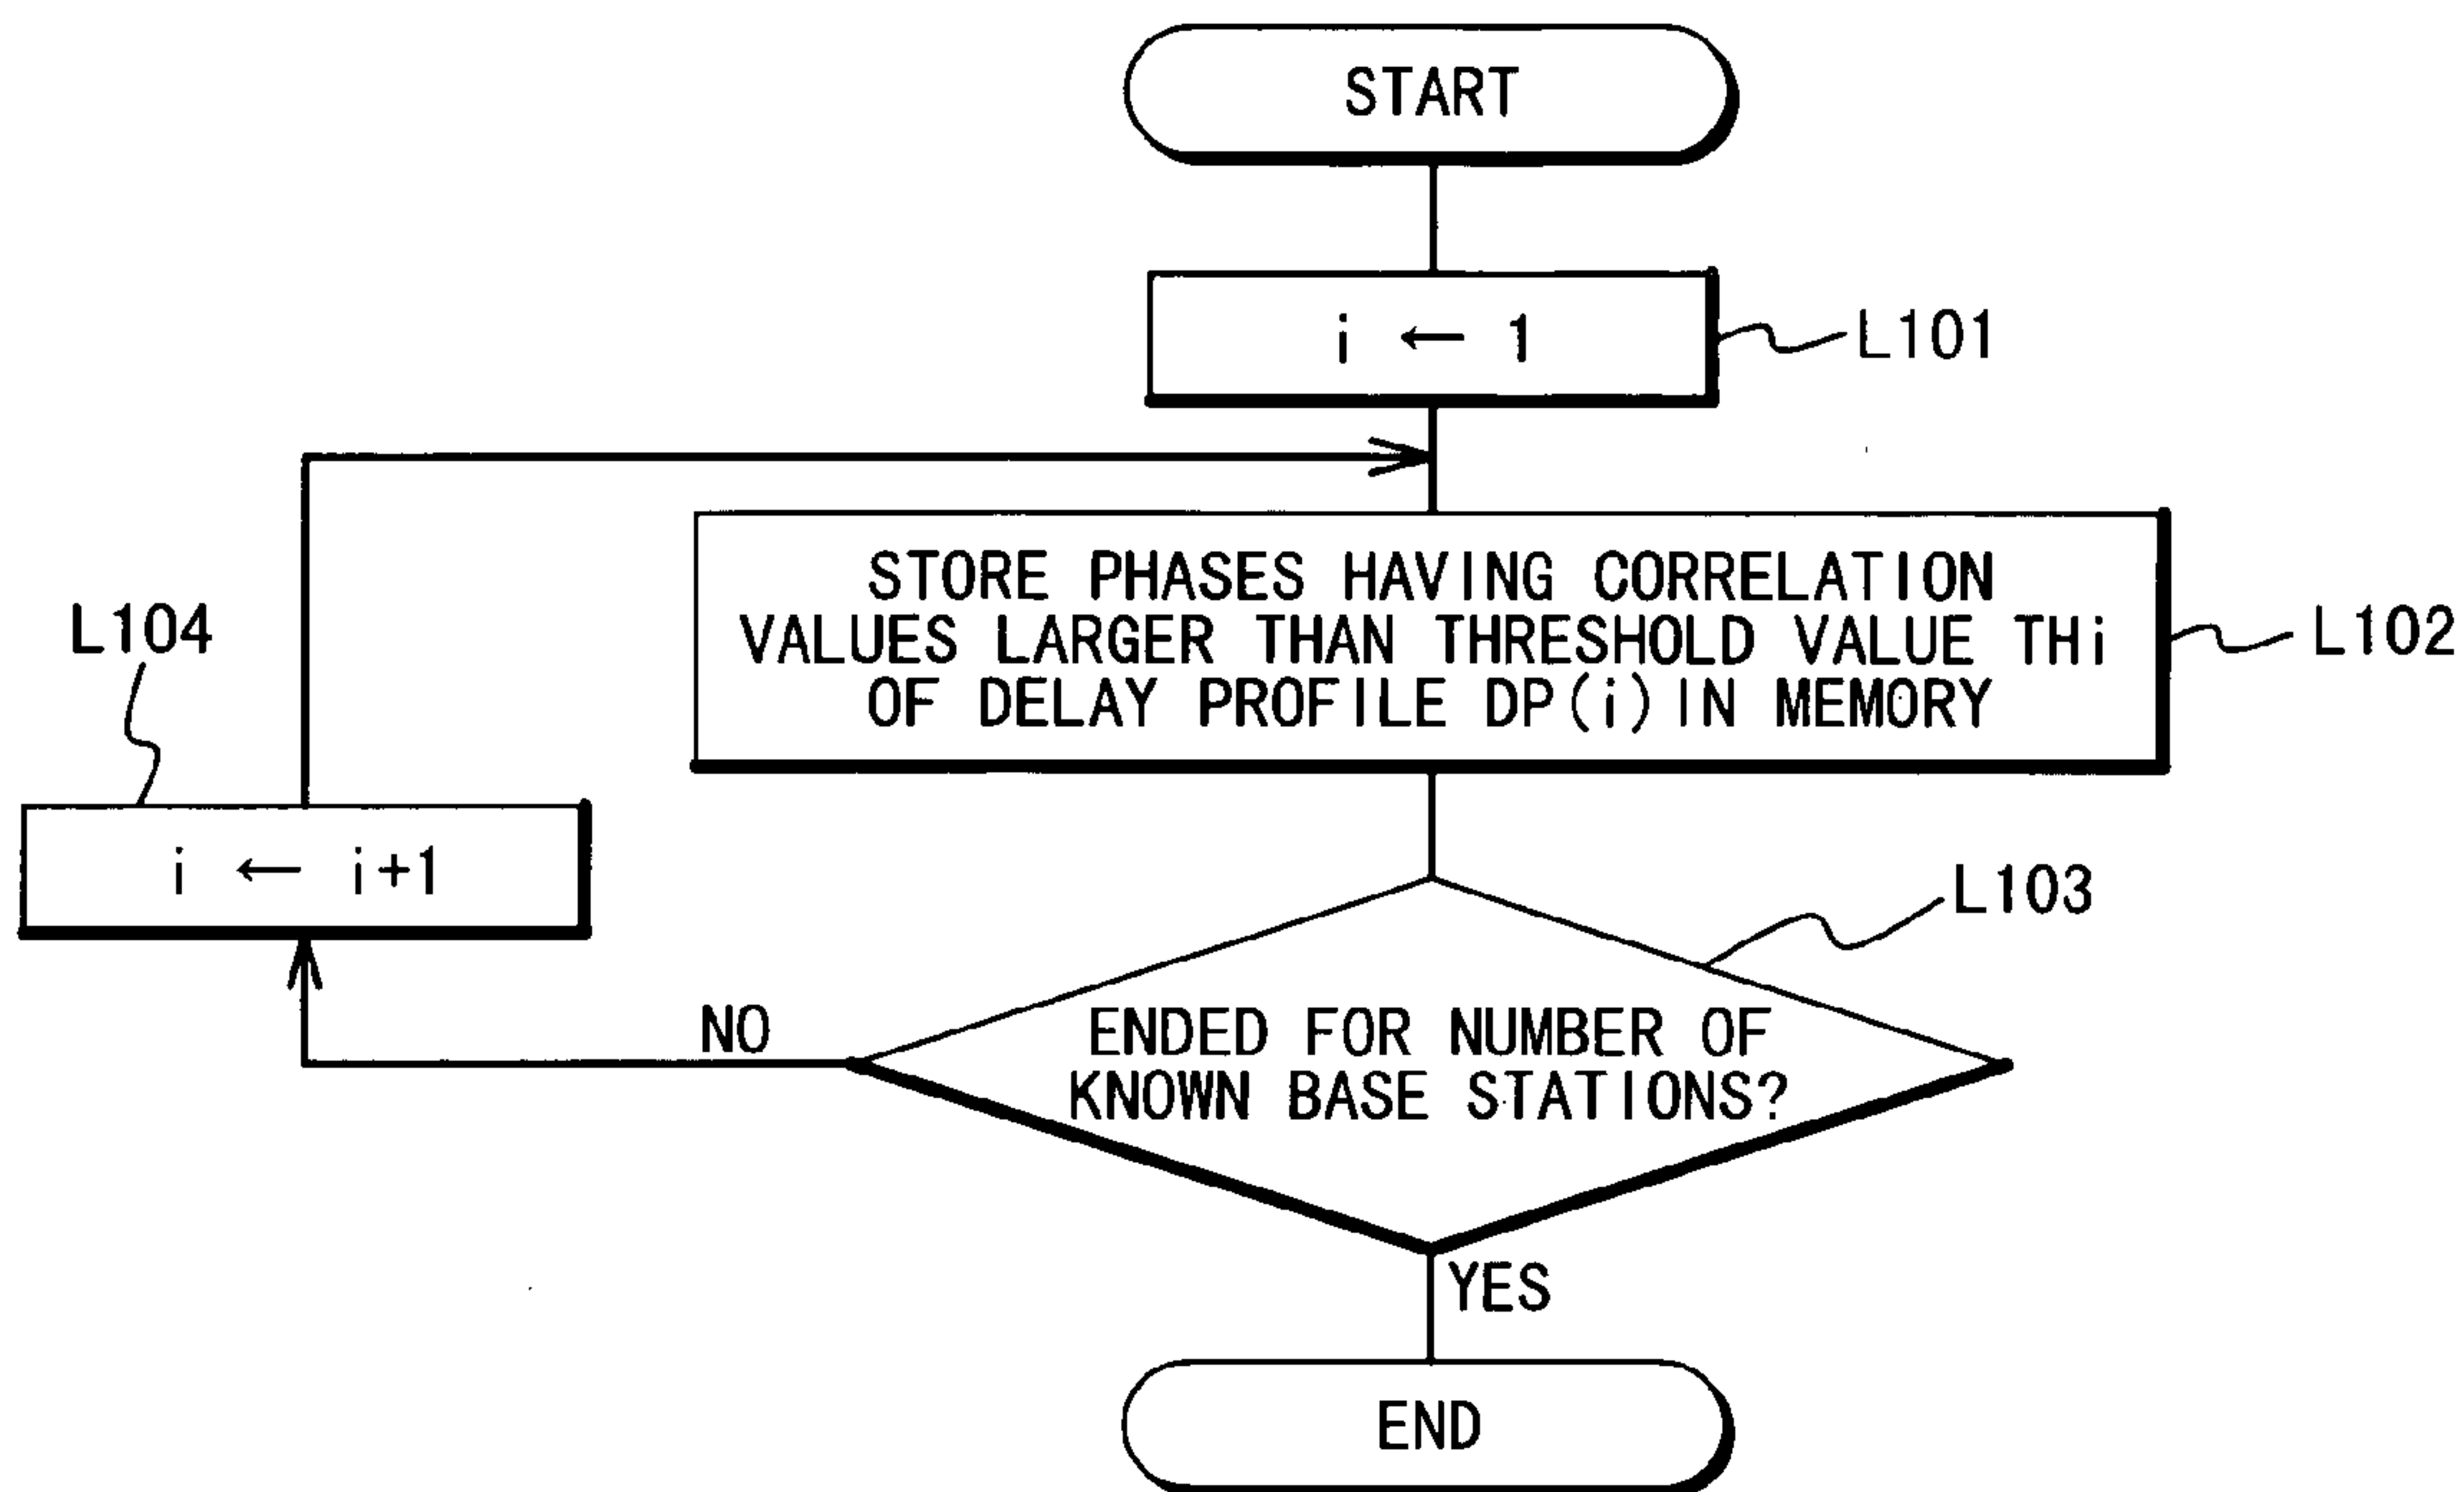 START
i ← 1
L101
STORE PHASES HAVING CORRELATION
VALUES LARGER THAN THRESHOLD VALUE THi
OF DELAY PROFILE DP(i) IN MEMORY
L102
L104
i ← i+1
L103
ENDED FOR NUMBER OF
KNOWN BASE STATIONS?
NO
YES
END